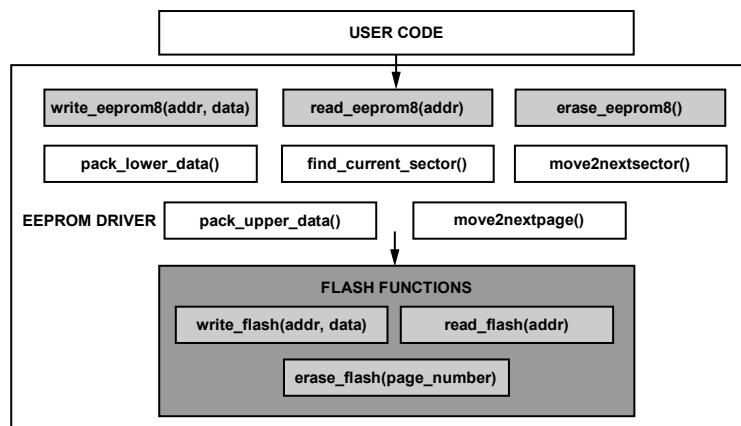 USER CODE
write_eeprom8(addr, data)
read_eeprom8(addr)
erase_eeprom8()
pack_lower_data()
find_current_sector()
move2nextsector()
EEPROM DRIVER
pack_upper_data()
move2nextpage()
FLASH FUNCTIONS
write_flash(addr, data)
read_flash(addr)
erase_flash(page_number)